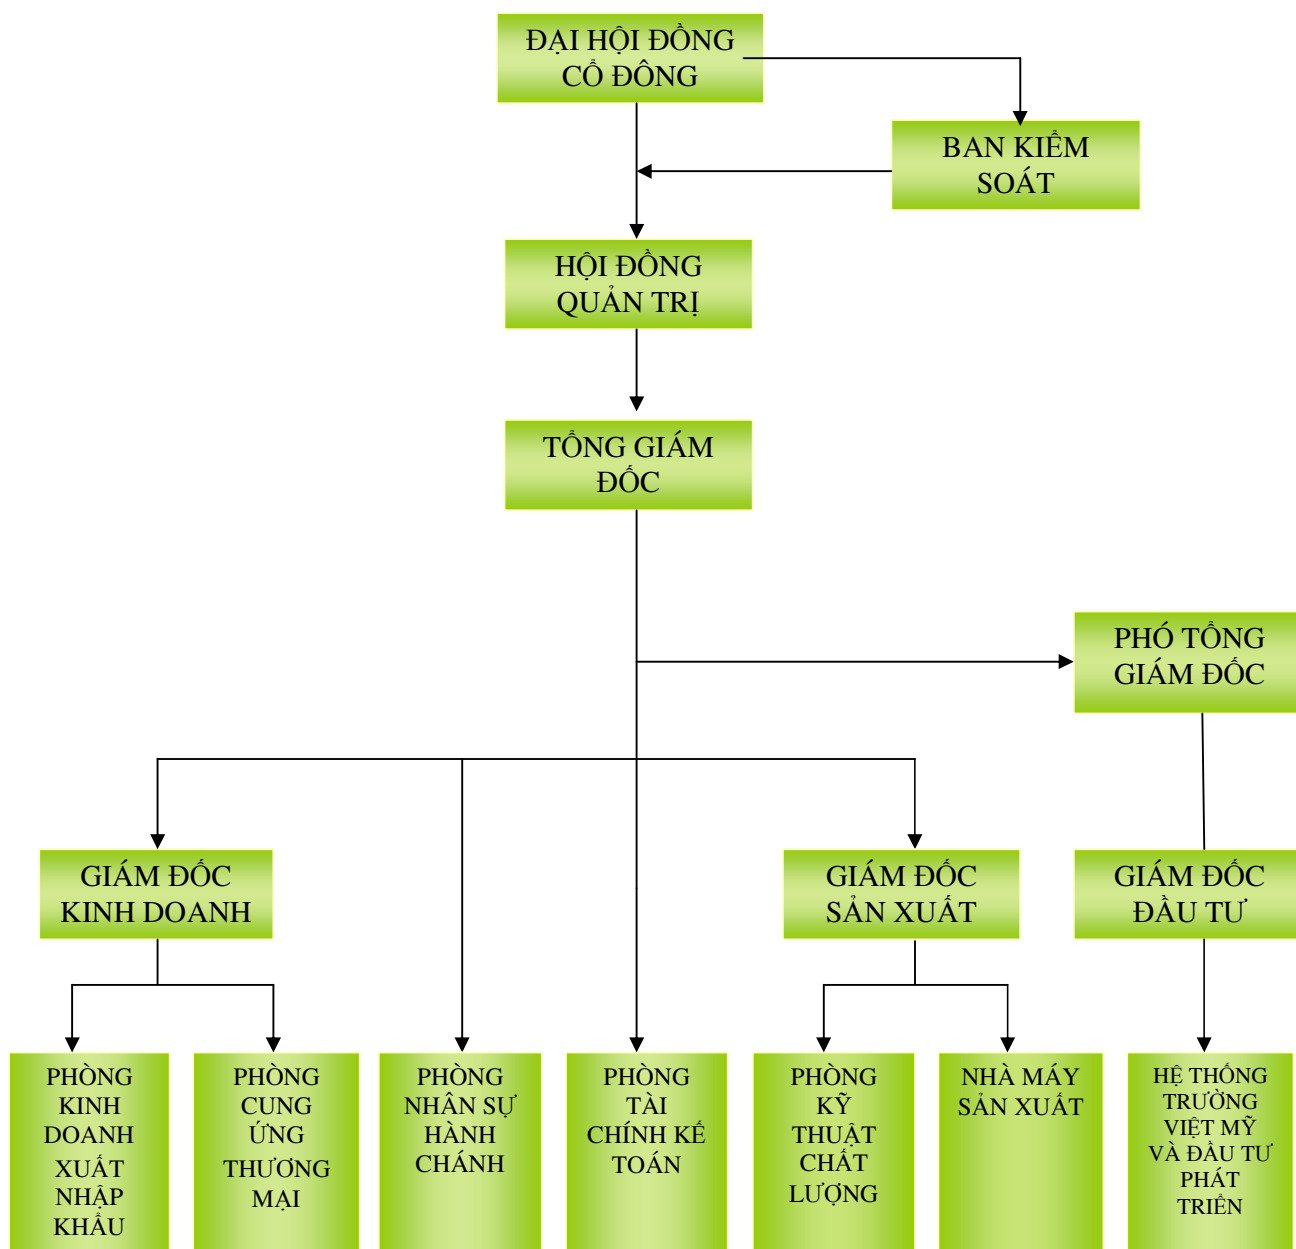 ĐẠI HỘI ĐỒNG
CỔ ĐÔNG
BAN KIỂM
SOÁT
HỘI ĐỒNG
QUẢN TRỊ
TỔNG GIÁM
ĐỐC
PHÓ TỔNG
GIÁM ĐỐC
GIÁM ĐỐC
KINH DOANH
GIÁM ĐỐC
SẢN XUẤT
GIÁM ĐỐC
ĐẦU TƯ
PHÒNG
KINH
DOANH
XUẤT
NHẬP
KHẨU
PHÒNG
CUNG
ỨNG
THƯƠNG
MẠI
PHÒNG
NHÂN SỰ
HÀNH
CHÁNH
PHÒNG
TÀI
CHÍNH KẾ
TOÁN
PHÒNG
KỸ
THUẬT
CHẤT
LƯỢNG
NHÀ MÁY
SẢN XUẤT
HỆ THỐNG
TRƯỜNG
VIỆT MỸ
VÀ ĐẦU TƯ
PHÁT
TRIỂN